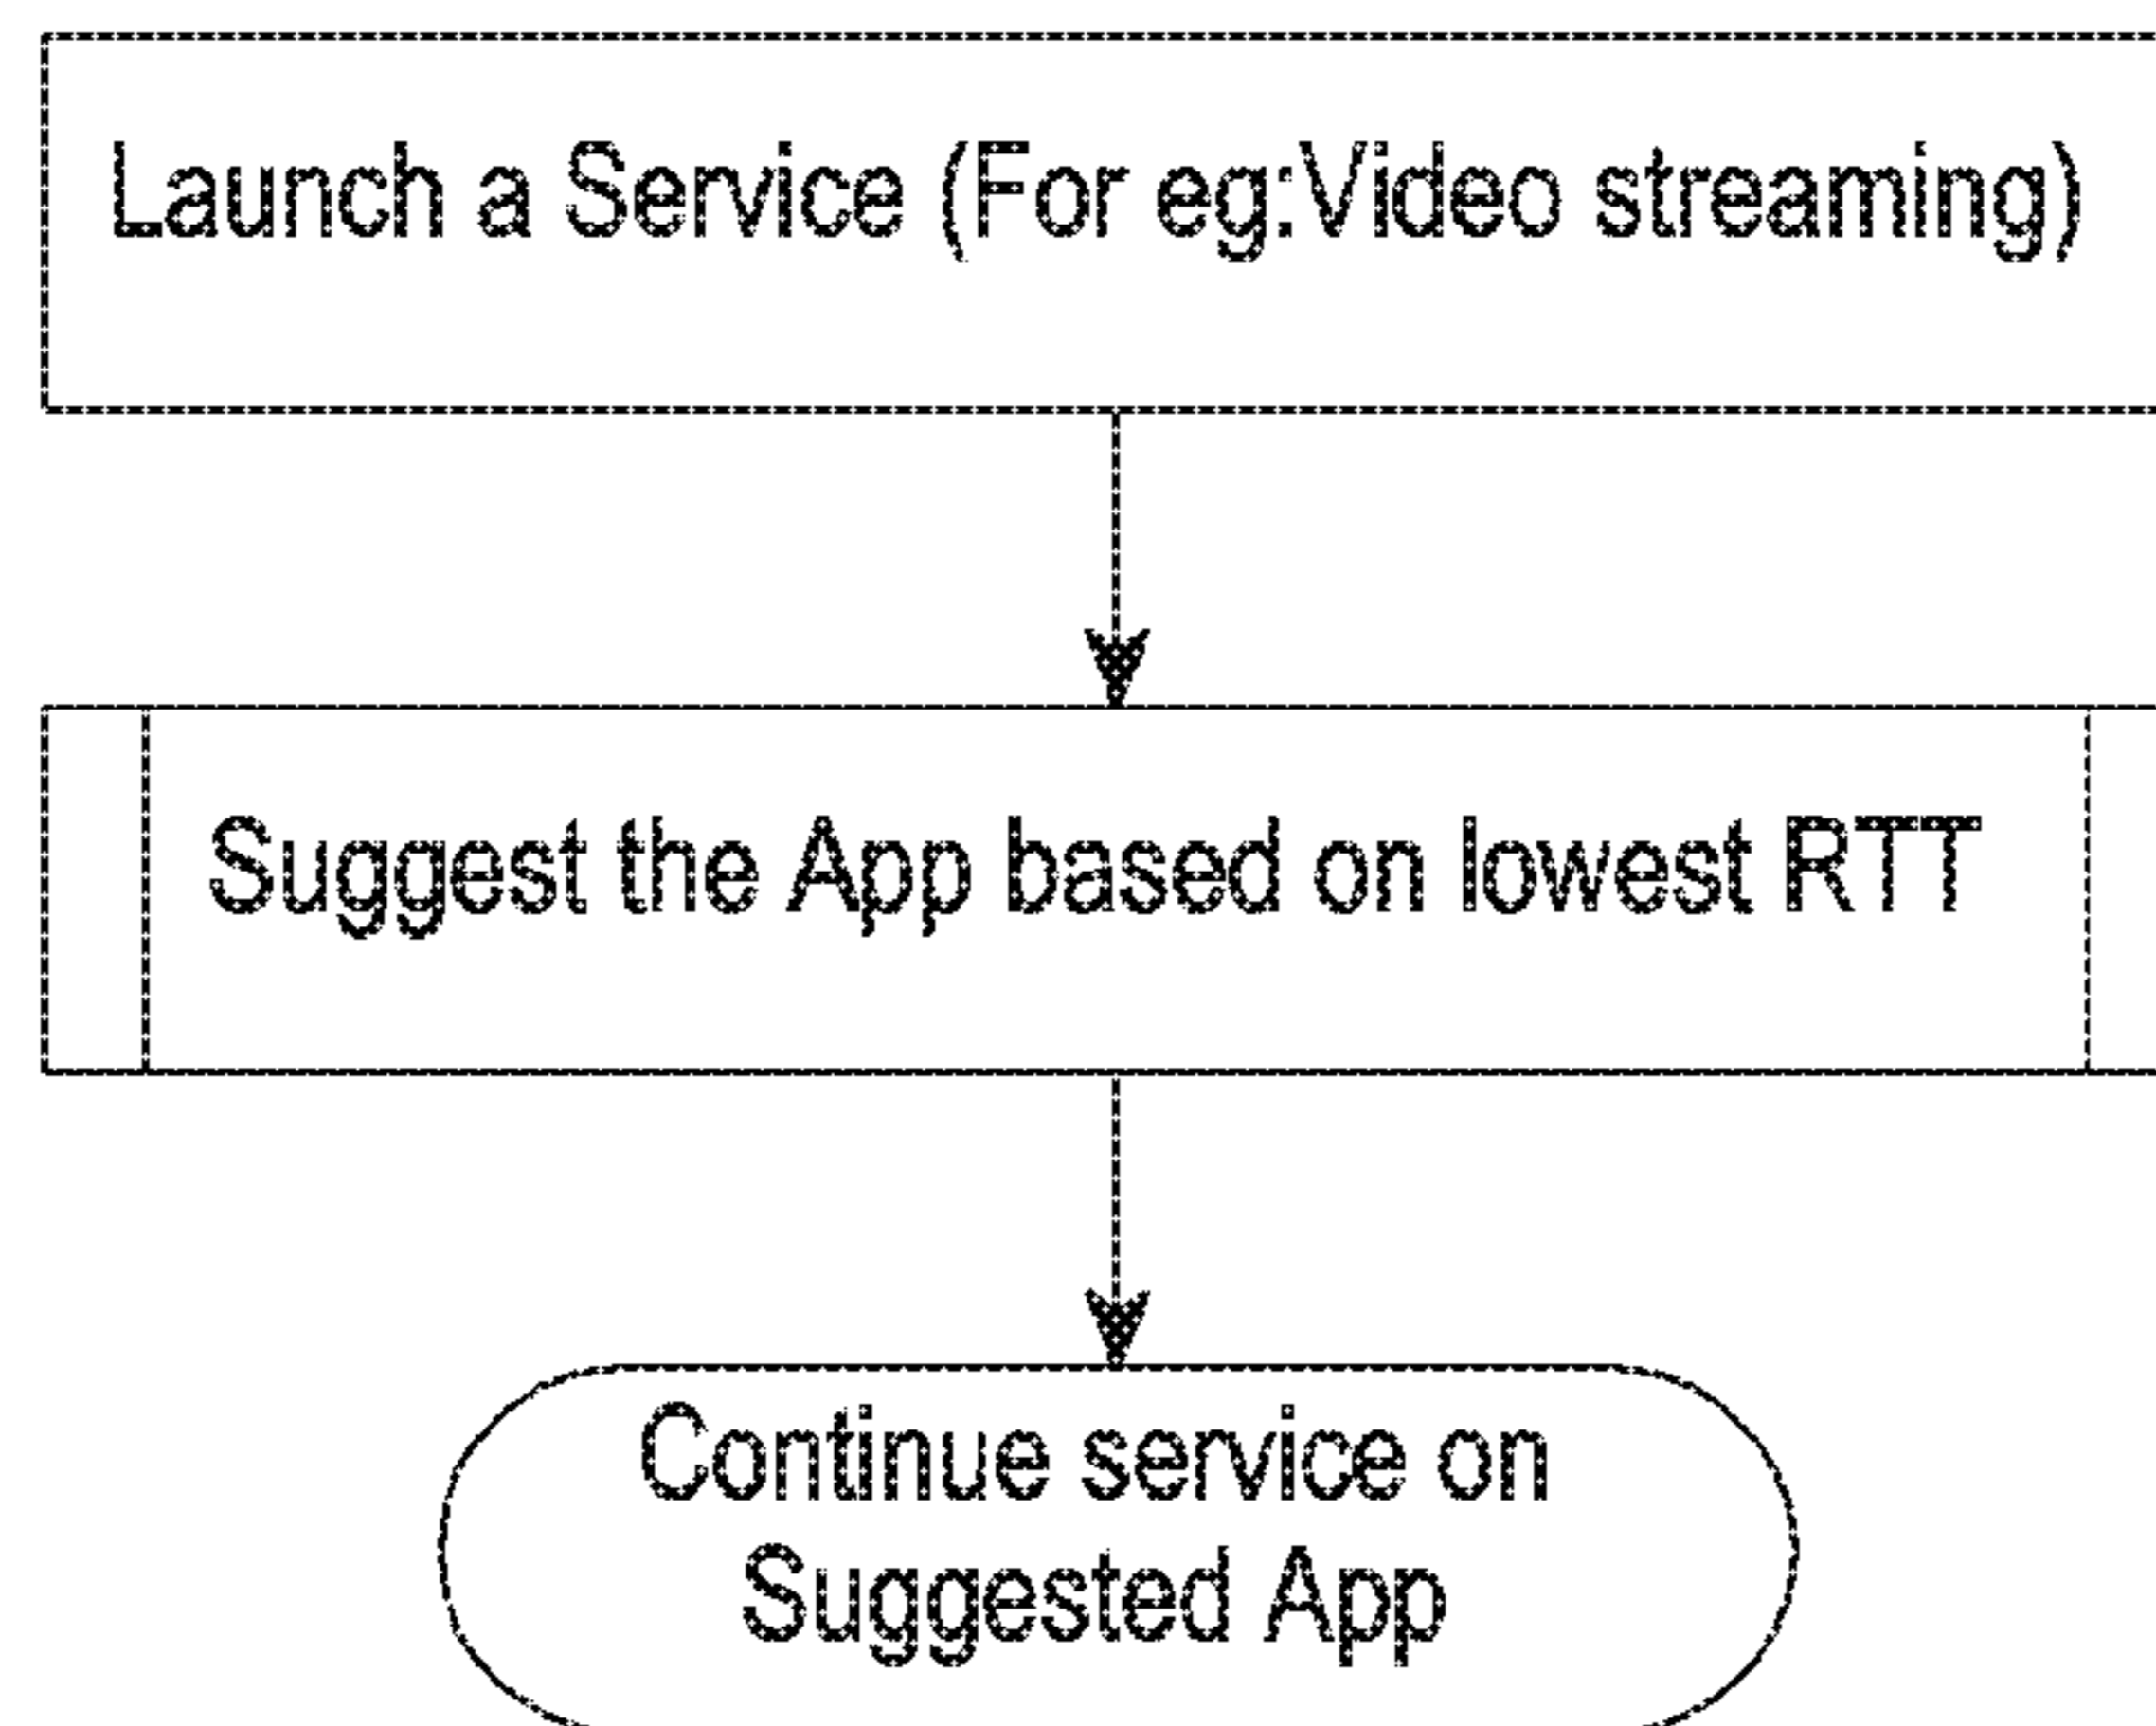 Launch a Service (For eg:Video streaming)
Suggest the App based on lowest RTT
Continue service on
Suggested App